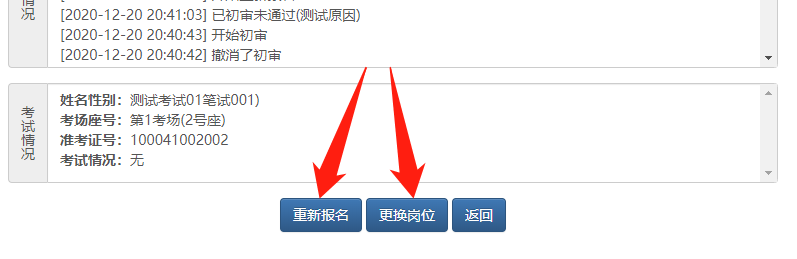 情况
[2020-12-20 20:41:03] 已初审未通过(测试原因)
[2020-12-20 20:40:43] 开始初审
[2020-12-20 20:40:42] 撤消了初审
考试情况
姓名性别：测试考试01笔试001)
考场座号：第1考场(2号座)
准考证号：100041002002
考试情况：无
重新报名 更换岗位 返回